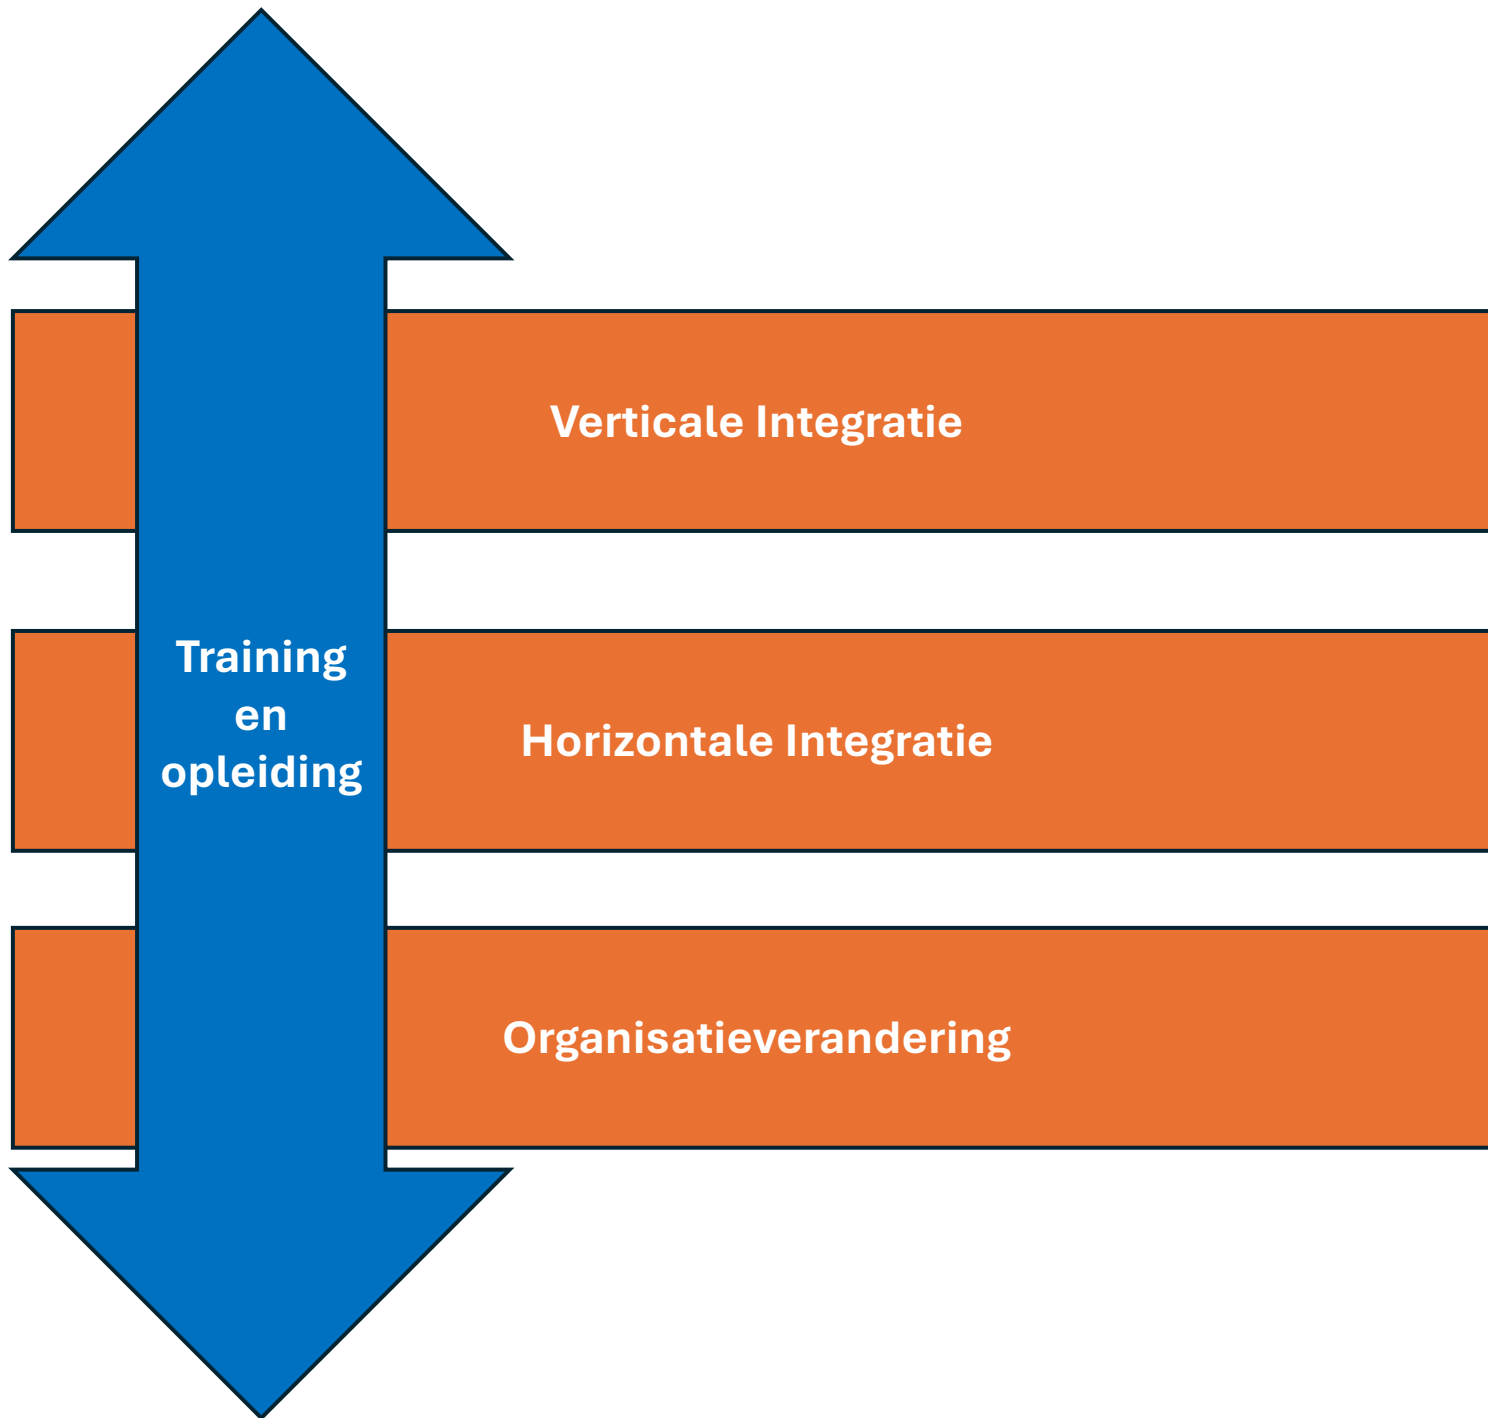 Verticale Integratie
Training
en
opleiding
Horizontale Integratie
Organisatieverandering